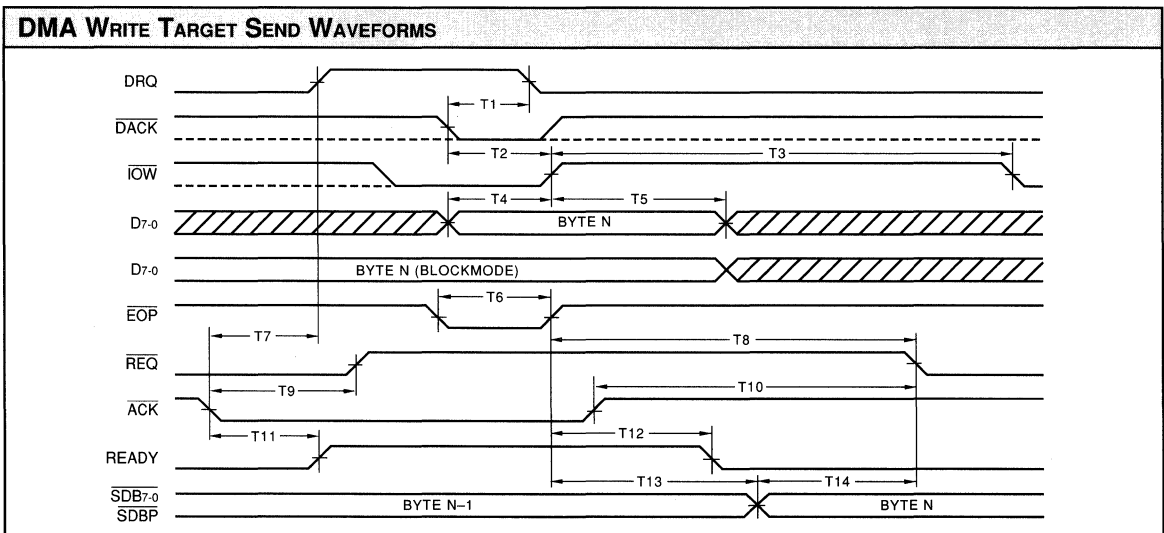 DMA WRITE TARGET SEND WAVEFORMS
DRQ
T1
DACK
T2
T3
IOW
T4
T5
D7-0
BYTE N
D7-0
BYTE N (BLOCKMODE)
T6
EOP
T7
T8
REQ
T9
T10
ACK
T11
T12
READY
T13
T14
SDB7-0
SDBP
BYTE N–1
BYTE N